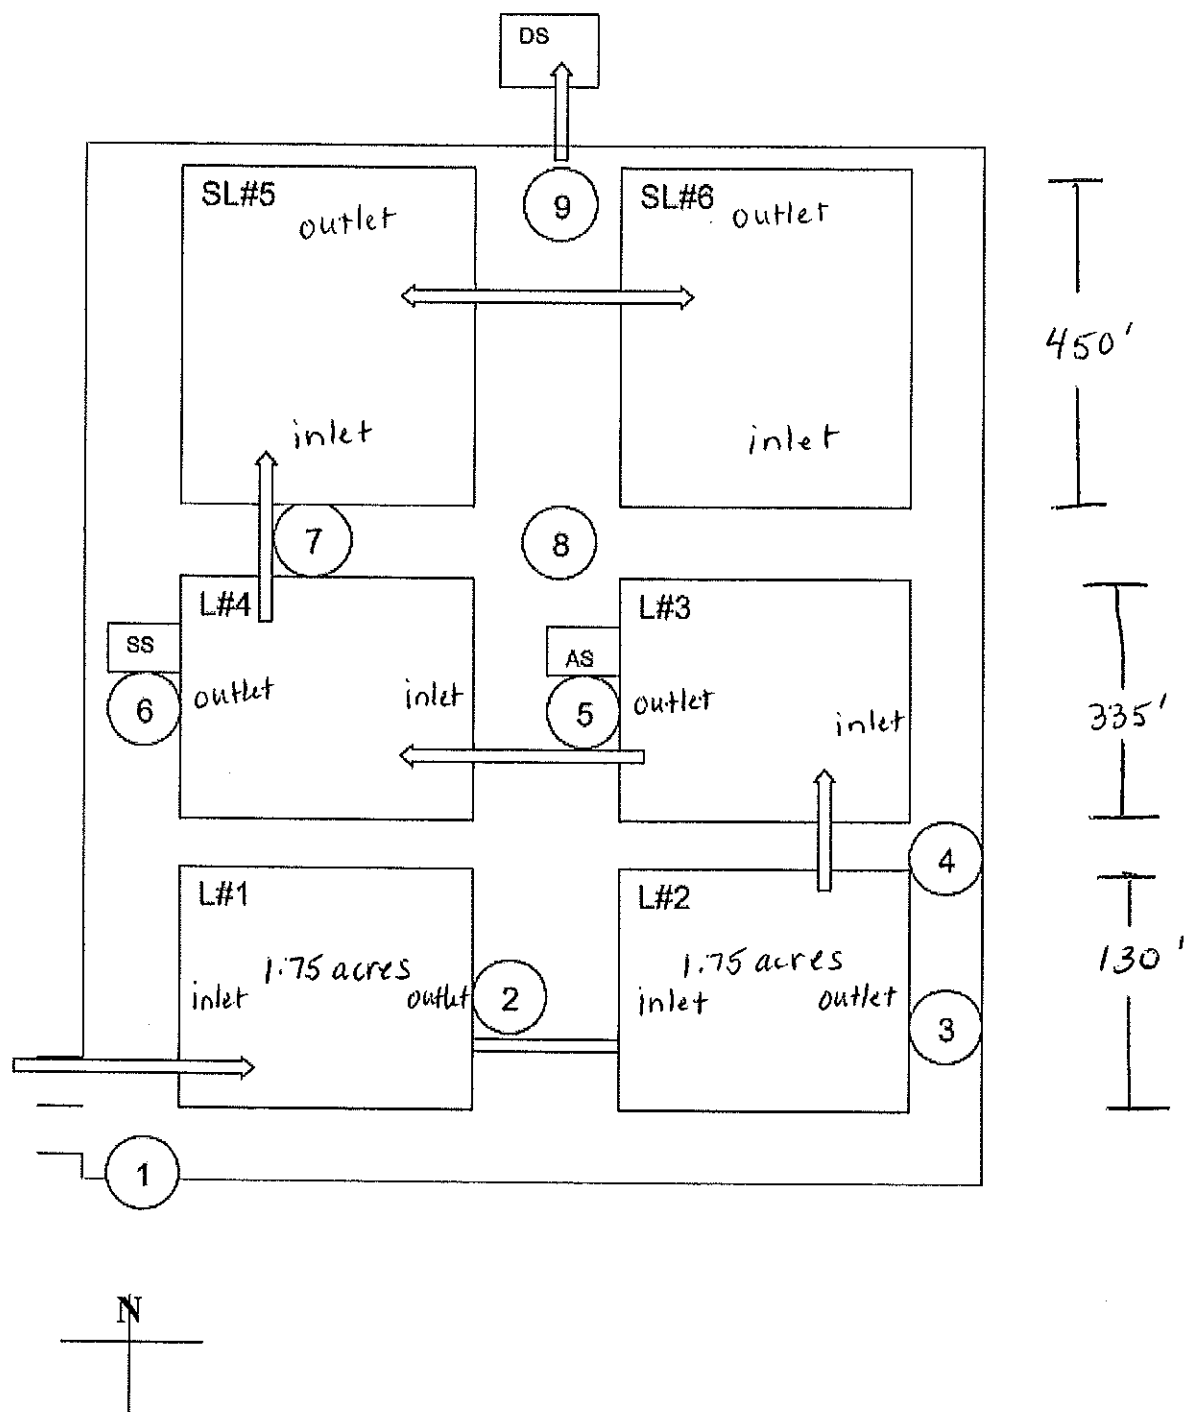 DS
SL#5
outlet
9
SL#6
outlet
450'
inlet
inlet
7
8
L#4
L#3
SS
AS
6
outlet
inlet
5
outlet
inlet
335'
4
L#1
L#2
1.75 acres
1.75 acres
130'
inlet
outlet
2
inlet
outlet
3
1
N